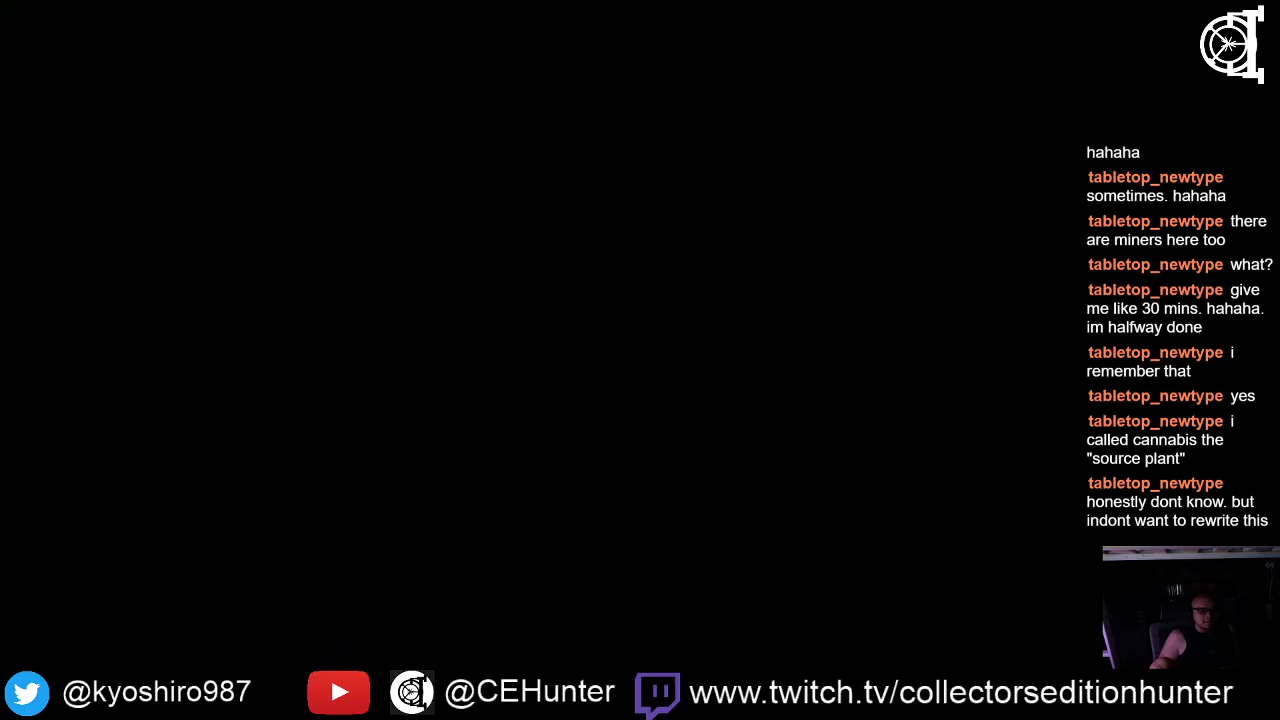 hahaha
tabletop_newtype
sometimes. hahaha
tabletop_newtype there
are miners here too
tabletop_newtype what?
tabletop_newtype give
me like 30 mins. hahaha.
im halfway done
tabletop_newtype i
remember that
tabletop_newtype yes
tabletop_newtype i
called cannabis the
"source plant"
tabletop_newtype
honestly dont know. but
indont want to rewrite this
@kyoshiro987
@CEHunter
www.twitch.tv/collectorseditionhunter